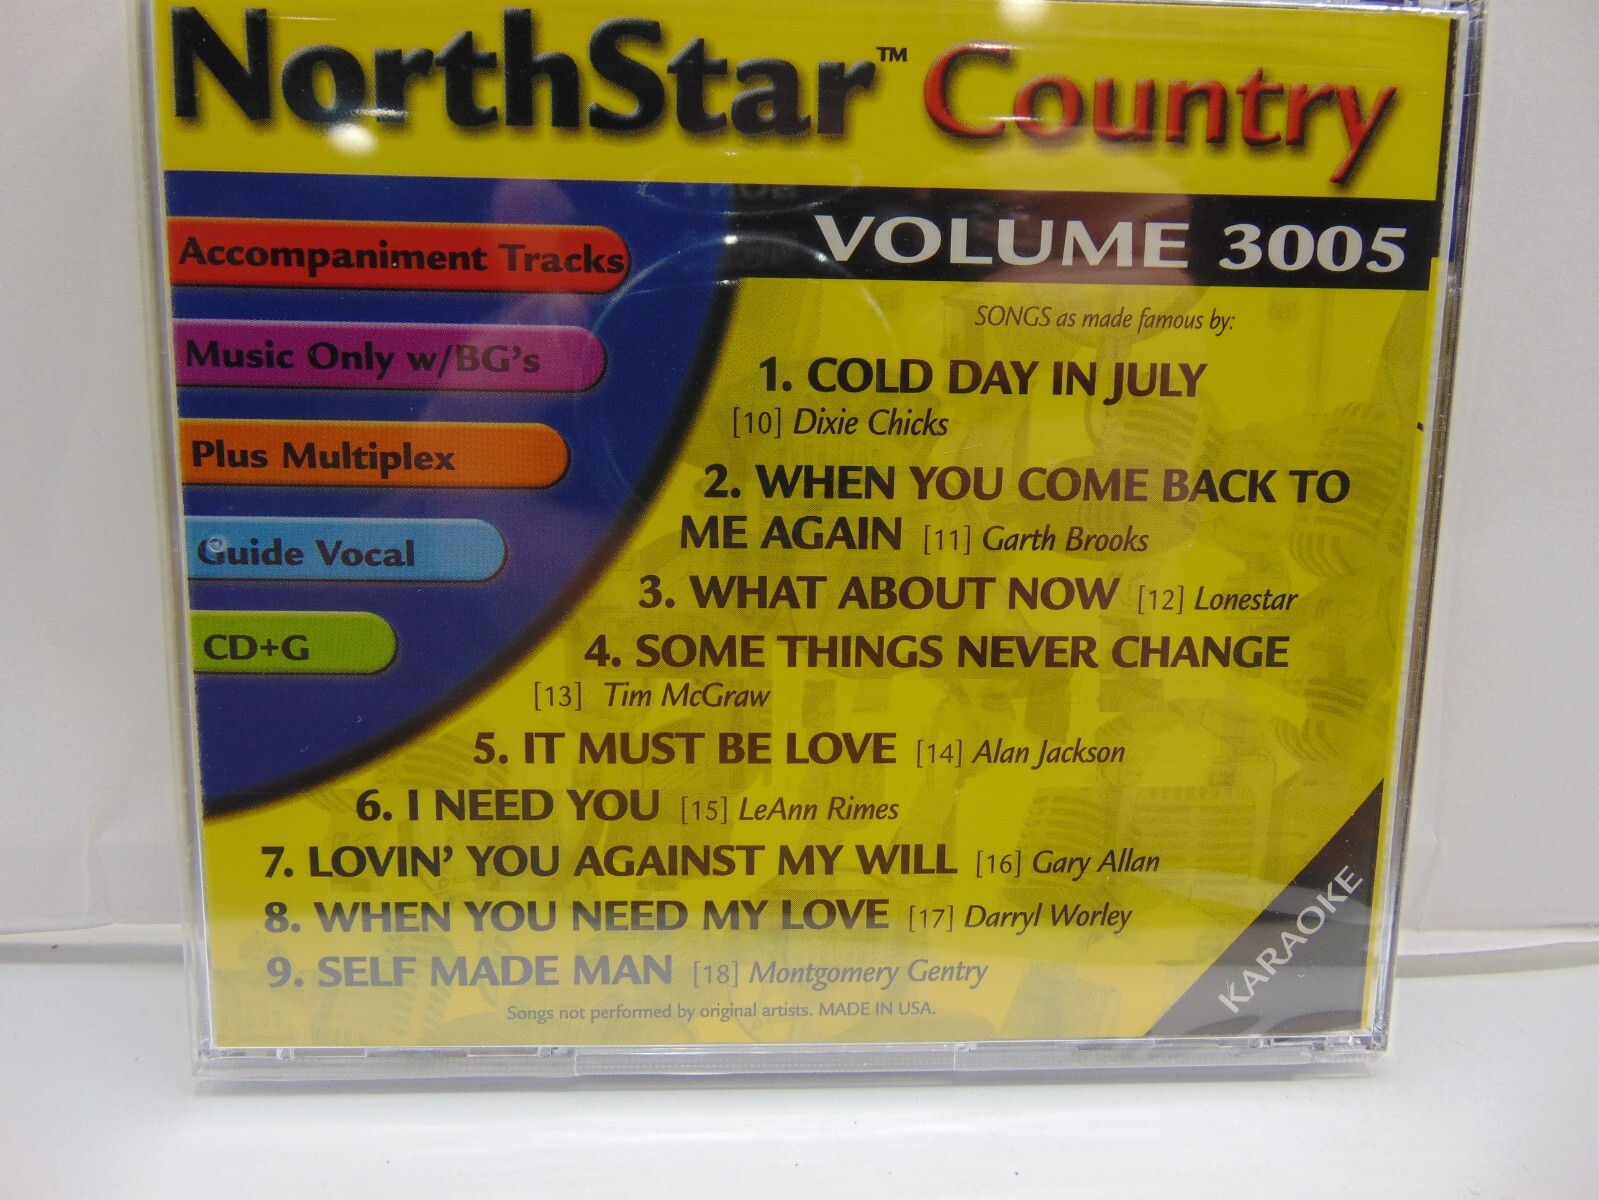 NorthStar™ Country
VOLUME 3005
Accompaniment Tracks
Music Only w/BG's
Plus Multiplex
Guide Vocal
CD+G
SONGS as made famous by:
1. COLD DAY IN JULY
[10] Dixie Chicks
2. WHEN YOU COME BACK TO
ME AGAIN [11] Garth Brooks
3. WHAT ABOUT NOW [12] Lonestar
4. SOME THINGS NEVER CHANGE
[13] Tim McGraw
5. IT MUST BE LOVE [14] Alan Jackson
6. I NEED YOU [15] LeAnn Rimes
7. LOVIN' YOU AGAINST MY WILL [16] Gary Allan
8. WHEN YOU NEED MY LOVE [17] Darryl Worley
9. SELF MADE MAN [18] Montgomery Gentry
Songs not performed by original artists. MADE IN USA.
KARAOKE